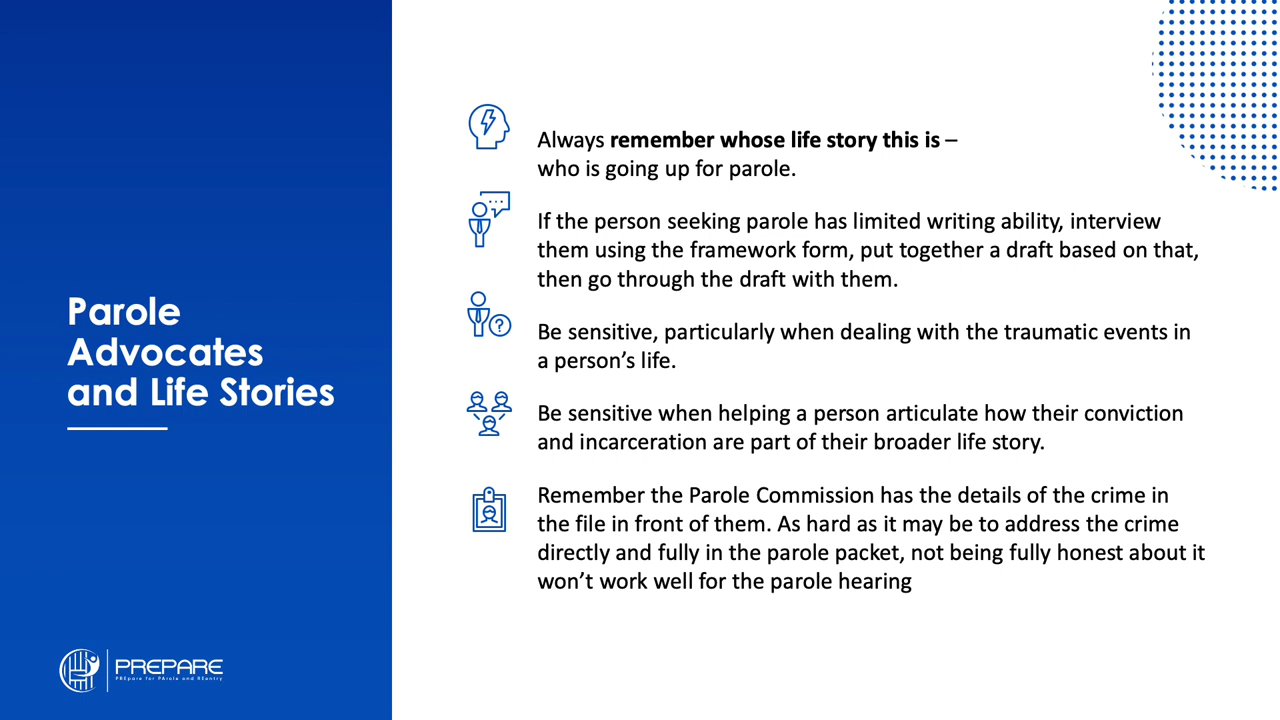 Parole
Advocates
and Life Stories
Always remember whose life story this is –
who is going up for parole.
If the person seeking parole has limited writing ability, interview
them using the framework form, put together a draft based on that,
then go through the draft with them.
Be sensitive, particularly when dealing with the traumatic events in
a person’s life.
Be sensitive when helping a person articulate how their conviction
and incarceration are part of their broader life story.
Remember the Parole Commission has the details of the crime in
the file in front of them. As hard as it may be to address the crime
directly and fully in the parole packet, not being fully honest about it
won’t work well for the parole hearing
?
PREPARE
PREpare for PArole and REentry